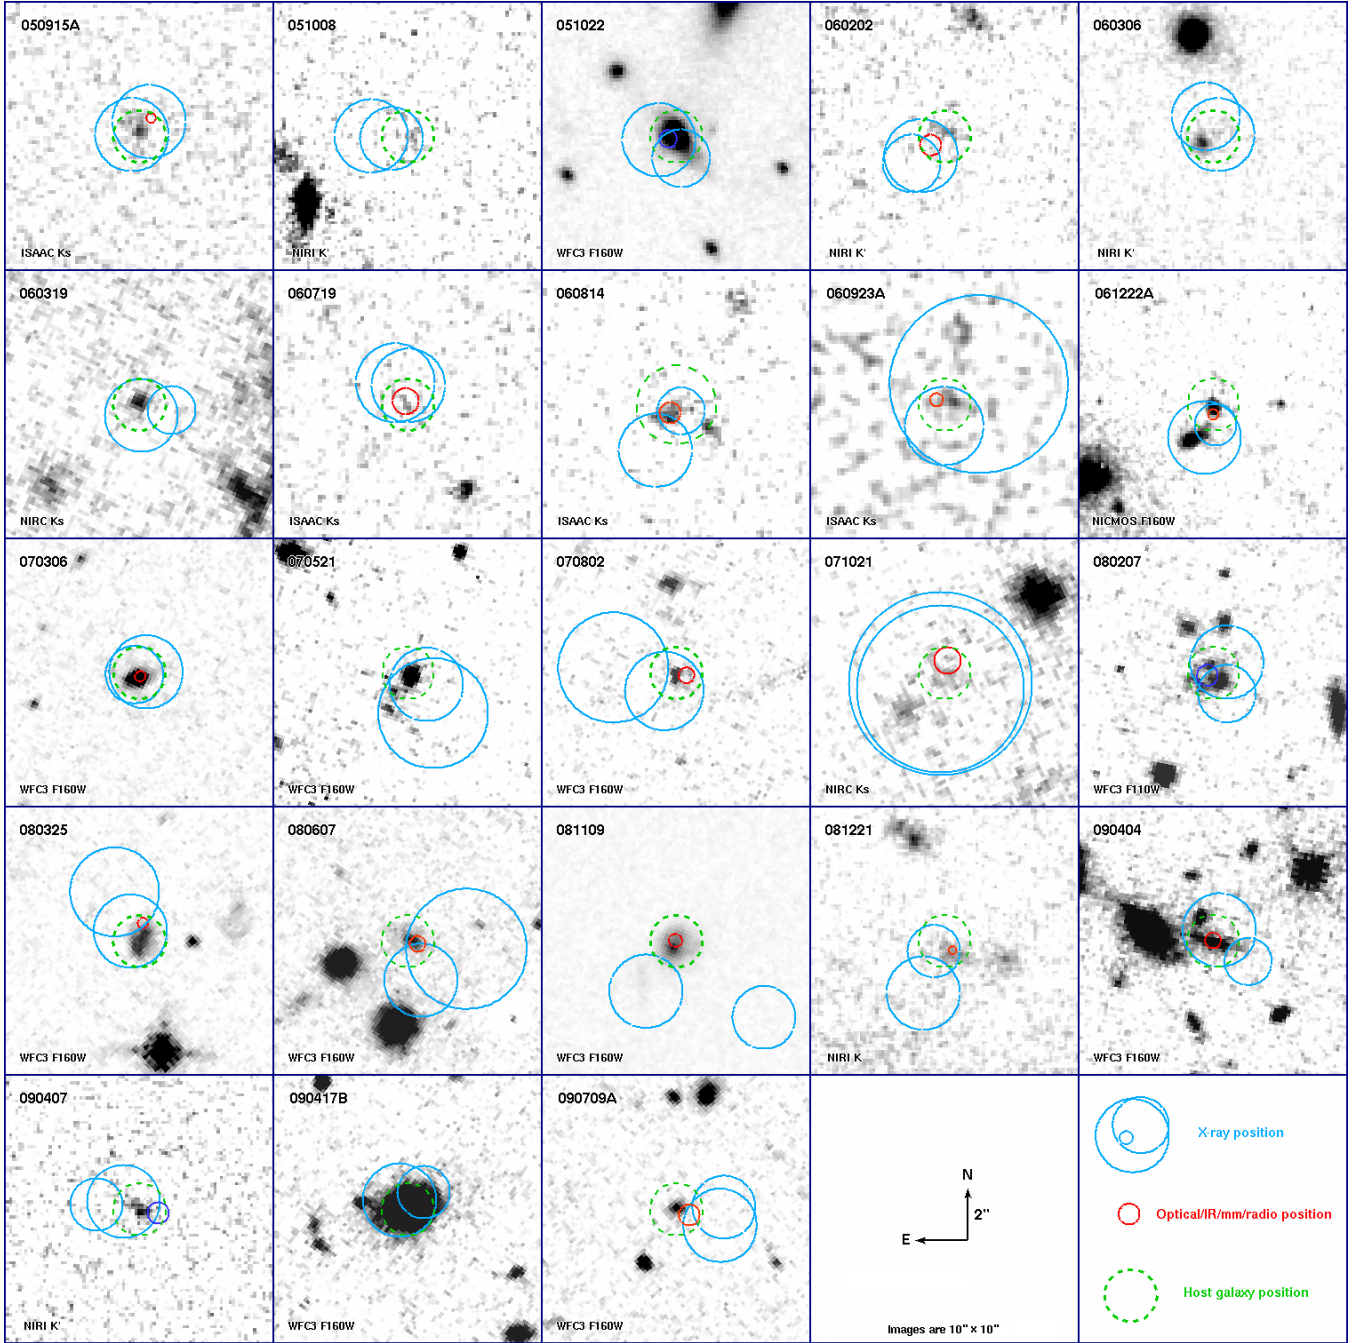 050915A
ISAAC Ks
051008
NIRI K'
051022
WFC3 F160W
060202
NIRI K'
060306
NIRI K'
060319
NIRC Ks
060719
ISAAC Ks
060814
ISAAC Ks
060923A
ISAAC Ks
061222A
NICMOS F160W
070306
WFC3 F160W
070521
WFC3 F160W
070802
WFC3 F160W
071021
NIRC Ks
080207
WFC3 F110W
080325
WFC3 F160W
080607
WFC3 F160W
081109
WFC3 F160W
081221
NIRI K
090404
WFC3 F160W
090407
NIRI K'
090417B
WFC3 F160W
090709A
WFC3 F160W
N
2"
E
Images are 10" × 10"
X-ray position
Optical/IR/mm/radio position
Host galaxy position